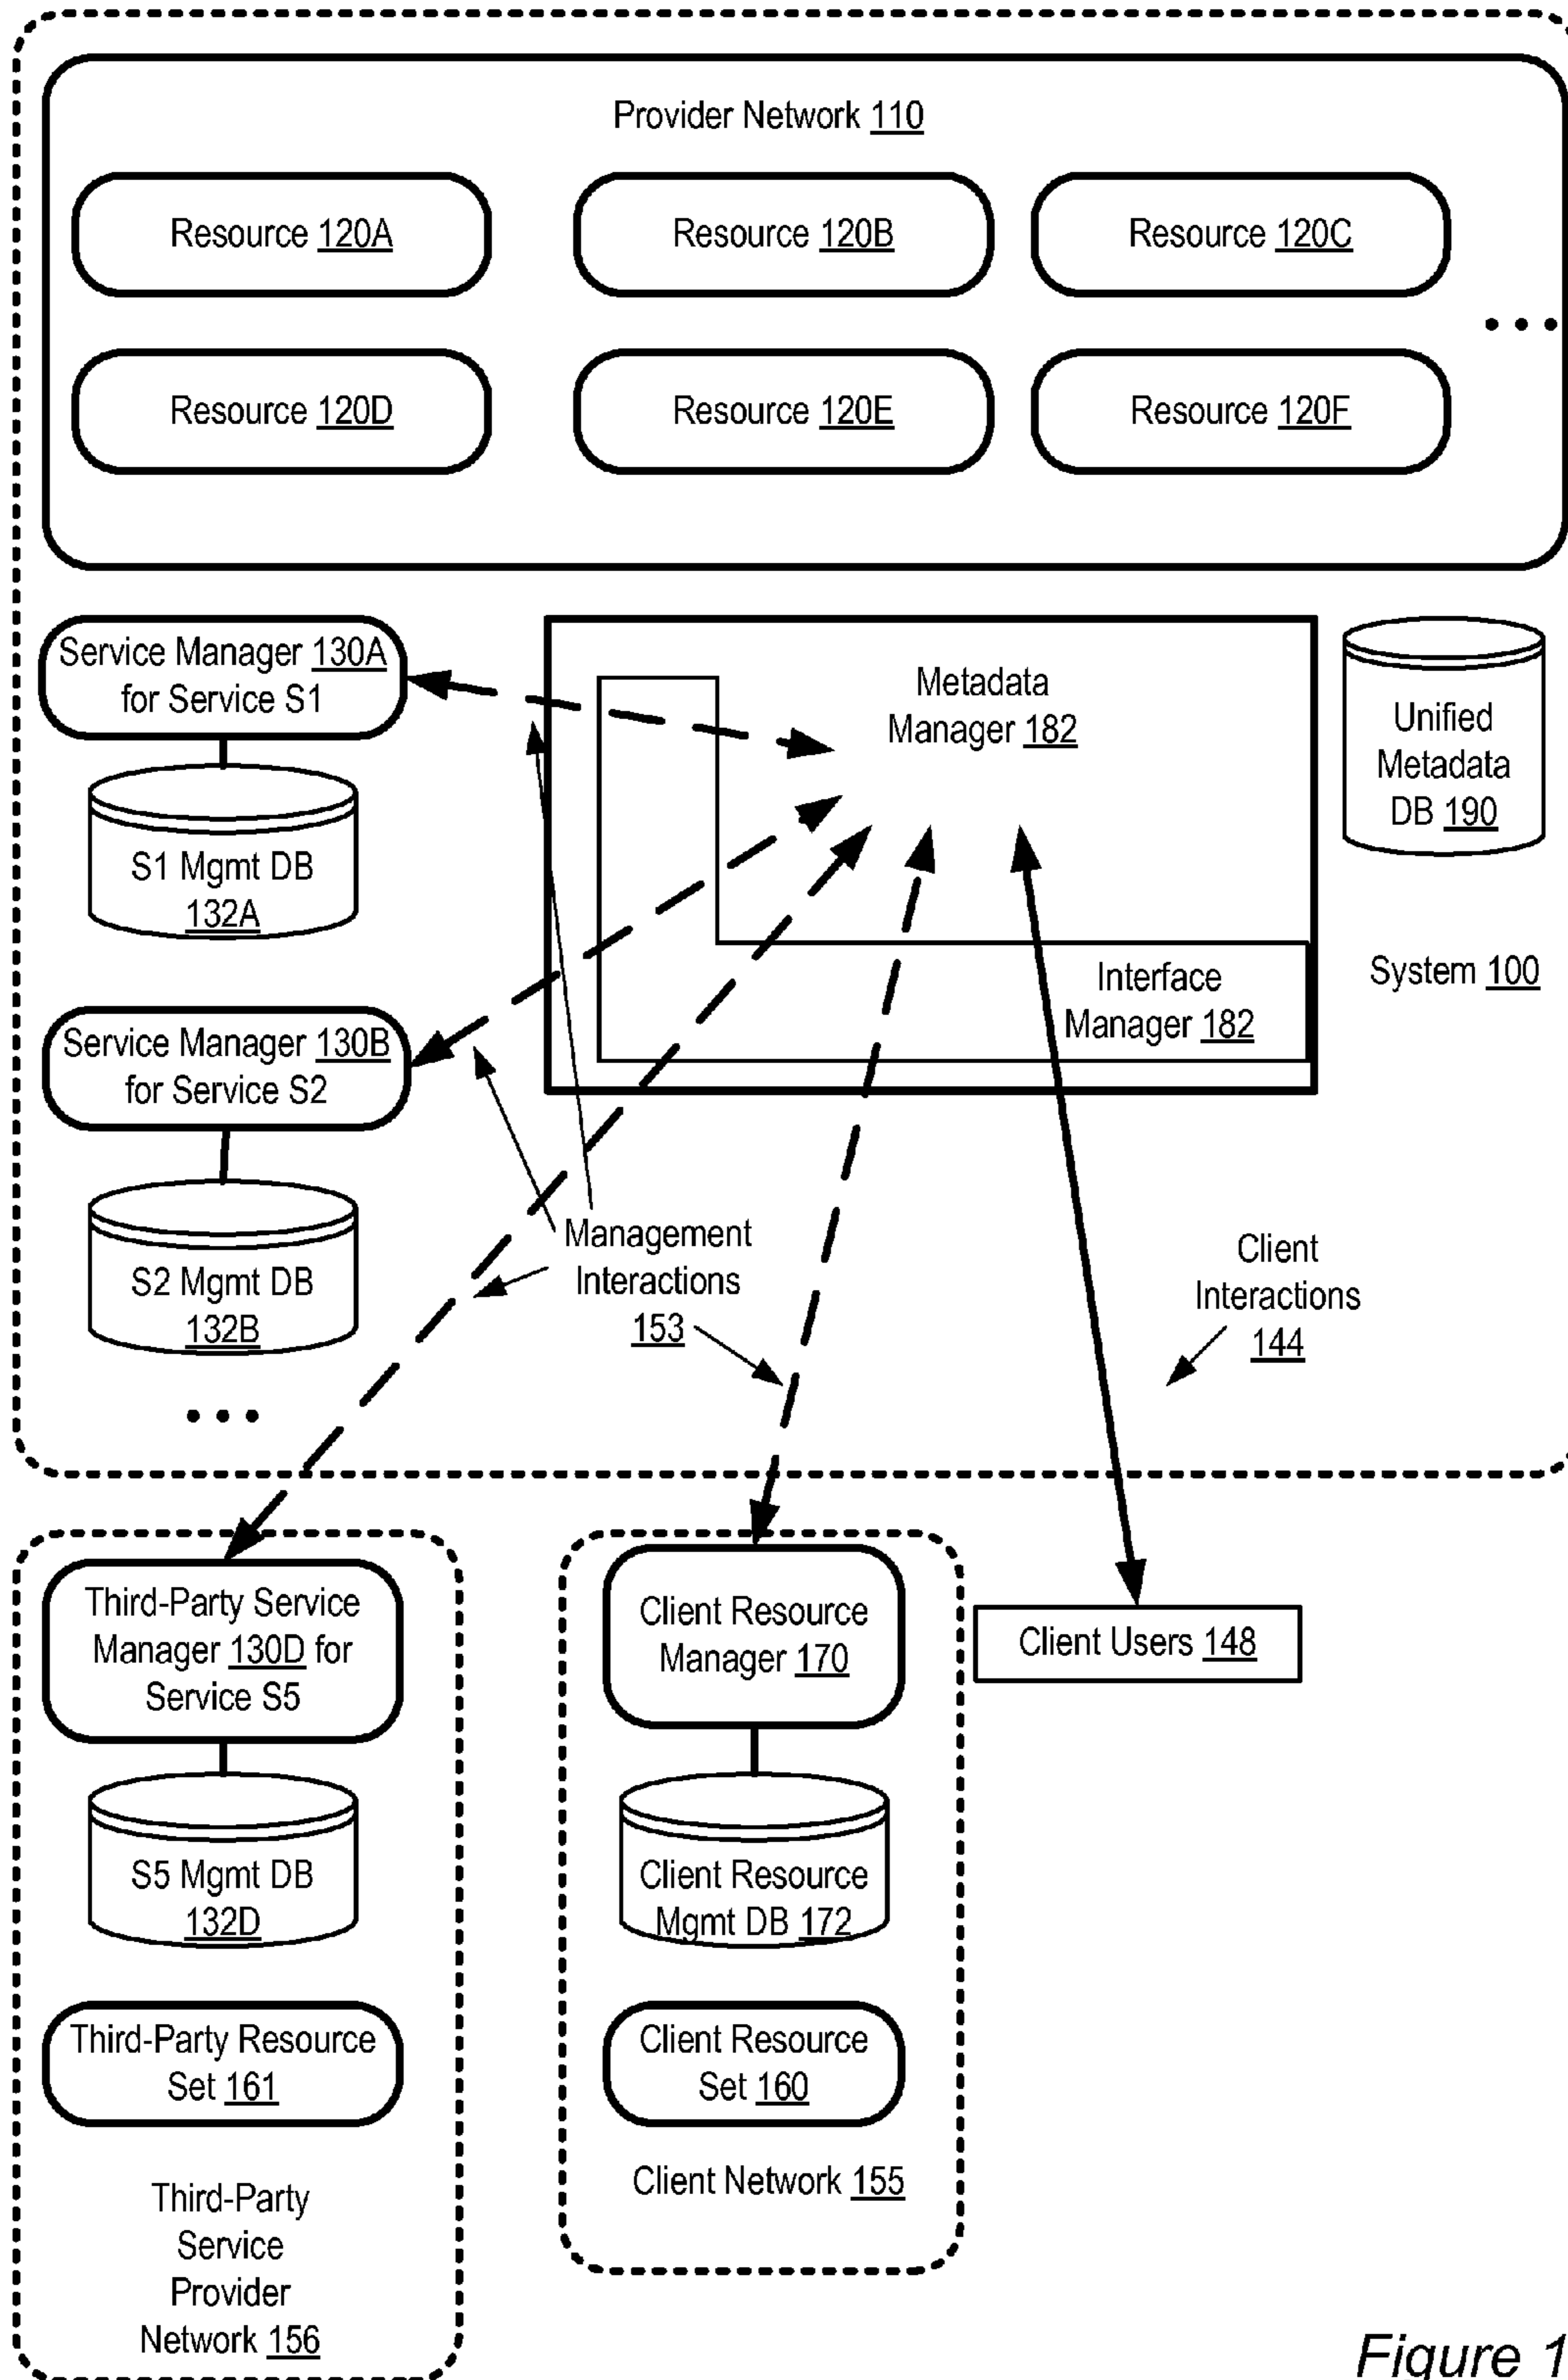 Provider Network 110
Resource 120A
Resource 120B
Resource 120C
• • •
Resource 120D
Resource 120E
Resource 120F
Service Manager 130A
for Service S1
S1 Mgmt DB
132A
Metadata
Manager 182
Unified
Metadata
DB 190
Interface
Manager 182
System 100
Service Manager 130B
for Service S2
S2 Mgmt DB
132B
• • •
Management
Interactions
153
Client
Interactions
144
Third-Party Service
Manager 130D for
Service S5
S5 Mgmt DB
132D
Third-Party Resource
Set 161
Third-Party
Service
Provider
Network 156
Client Resource
Manager 170
Client Resource
Mgmt DB 172
Client Resource
Set 160
Client Network 155
Client Users 148
Figure 1